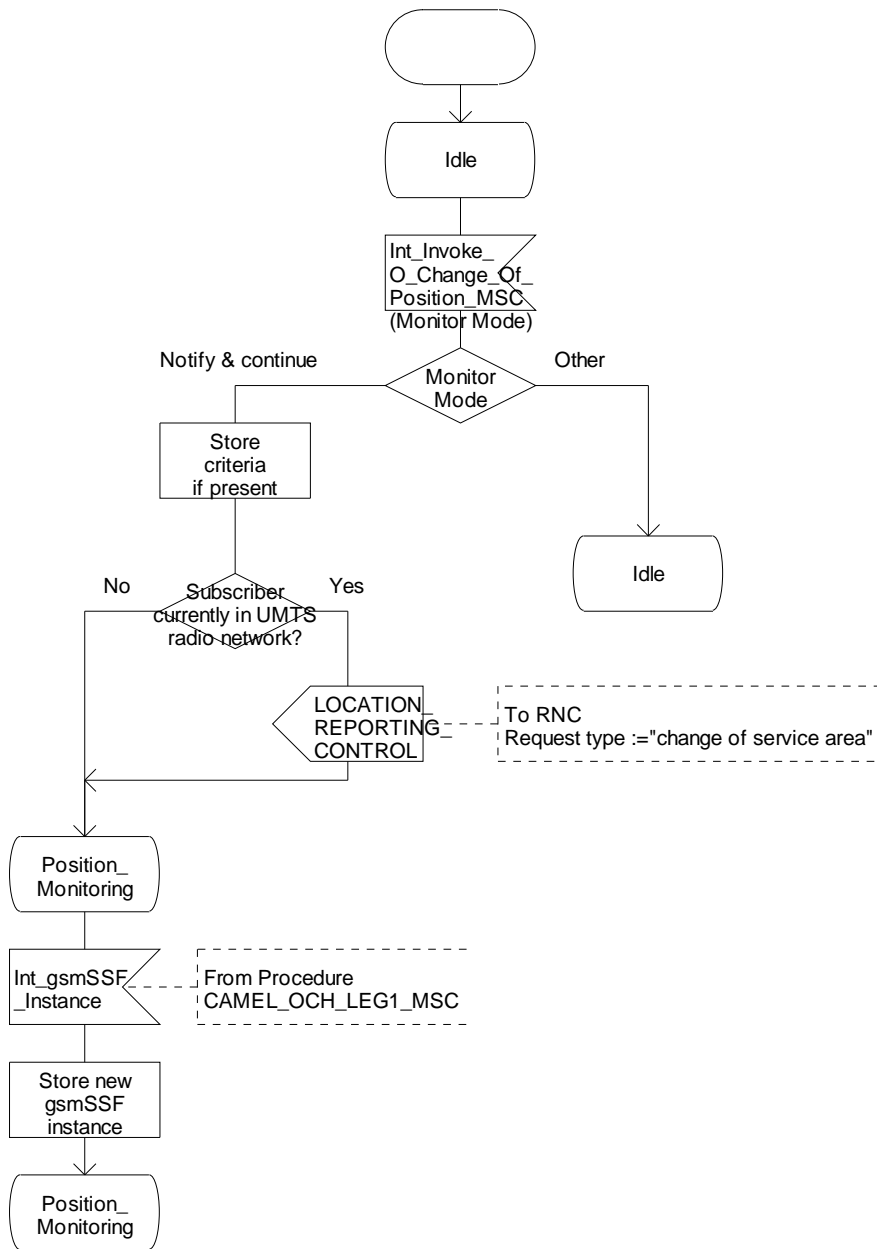 Idle
Int_Invoke_
O_Change_Of_
Position_MSC
(Monitor Mode)
Notify & continue
Monitor
Mode
Other
Store
criteria
if present
Idle
No
Subscriber
currently in UMTS
radio network?
Yes
LOCATION_
REPORTING_
CONTROL
To RNC
Request type :="change of service area"
Position_
Monitoring
Int_gsmSSF
_Instance
From Procedure
CAMEL_OCH_LEG1_MSC
Store new
gsmSSF
instance
Position_
Monitoring